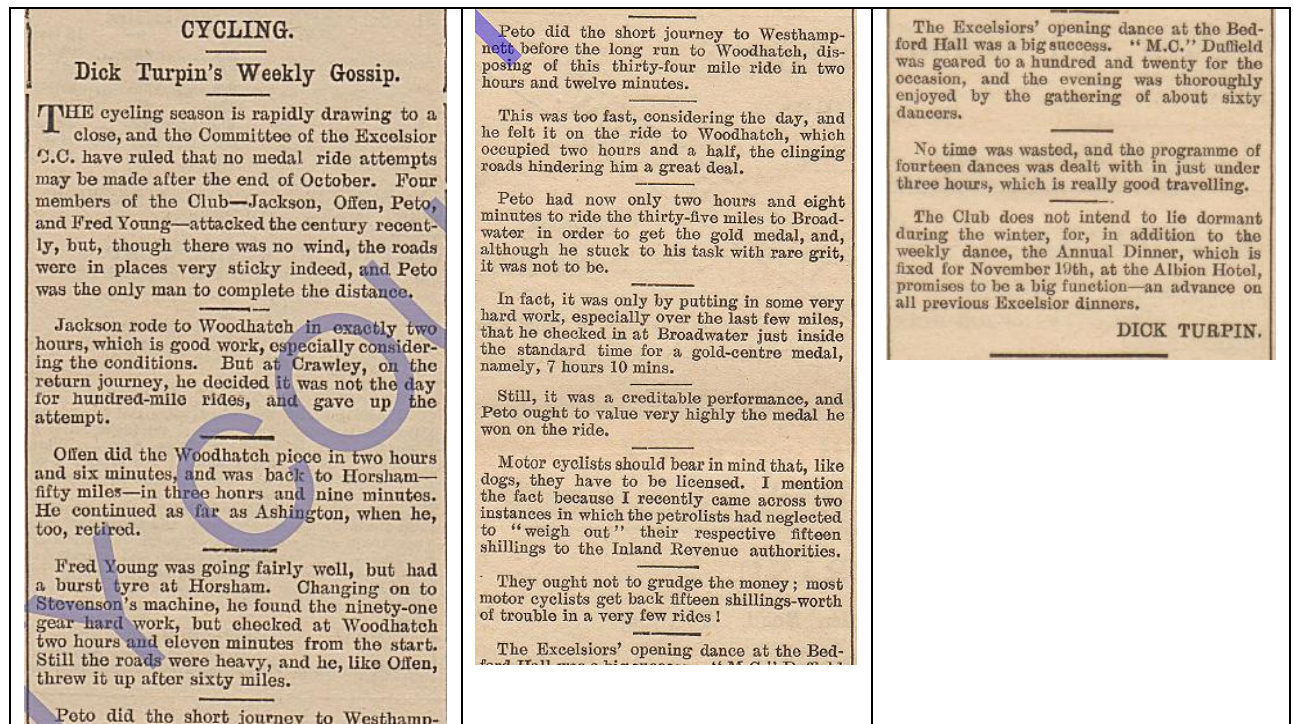 CYCLING.
Dick Turpin's Weekly Gossip.
THE cycling season is rapidly drawing to a
close, and the Committee of the Excelsior
C.C. have ruled that no medal ride attempts
may be made after the end of October. Four
members of the Club—Jackson, Offen, Peto,
and Fred Young—attacked the century recent-
ly, but, though there was no wind, the roads
were in places very sticky indeed, and Peto
was the only man to complete the distance.
Jackson rode to Woodhatch in exactly two
hours, which is good work, especially consider-
ing the conditions. But at Crawley, on the
return journey, he decided it was not the day
for hundred-mile rides, and gave up the
attempt.
Offen did the Woodhatch piece in two hours
and six minutes, and was back to Horsham—
fifty miles—in three hours and nine minutes.
He continued as far as Ashington, when he,
too, retired.
Fred Young was going fairly well, but had
a burst tyre at Horsham. Changing on to
Stevenson's machine, he found the ninety-one
gear hard work, but checked at Woodhatch
two hours and eleven minutes from the start.
Still the roads were heavy, and he, like Offen,
threw it up after sixty miles.
Peto did the short journey to Westhamp-
Peto did the short journey to Westhamp-
nett before the long run to Woodhatch, dis-
posing of this thirty-four mile ride in two
hours and twelve minutes.
This was too fast, considering the day, and
he felt it on the ride to Woodhatch, which
occupied two hours and a half, the clinging
roads hindering him a great deal.
Peto had now only two hours and eight
minutes to ride the thirty-five miles to Broad-
water in order to get the gold medal, and,
although he stuck to his task with rare grit,
it was not to be.
In fact, it was only by putting in some very
hard work, especially over the last few miles,
that he checked in at Broadwater just inside
the standard time for a gold-centre medal,
namely, 7 hours 10 mins.
Still, it was a creditable performance, and
Peto ought to value very highly the medal he
won on the ride.
Motor cyclists should bear in mind that, like
dogs, they have to be licensed. I mention
the fact because I recently came across two
instances in which the petrolists had neglected
to "weigh out" their respective fifteen
shillings to the Inland Revenue authorities.
They ought not to grudge the money; most
motor cyclists get back fifteen shillings-worth
of trouble in a very few rides!
The Excelsiors' opening dance at the Bed-
ford Hall was a big success. "M.C." Duffield
The Excelsiors' opening dance at the Bed-
ford Hall was a big success. "M.C." Duffield
was geared to a hundred and twenty for the
occasion, and the evening was thoroughly
enjoyed by the gathering of about sixty
dancers.
No time was wasted, and the programme of
fourteen dances was dealt with in just under
three hours, which is really good travelling.
The Club does not intend to lie dormant
during the winter, for, in addition to the
weekly dance, the Annual Dinner, which is
fixed for November 19th, at the Albion Hotel,
promises to be a big function—an advance on
all previous Excelsior dinners.
DICK TURPIN.